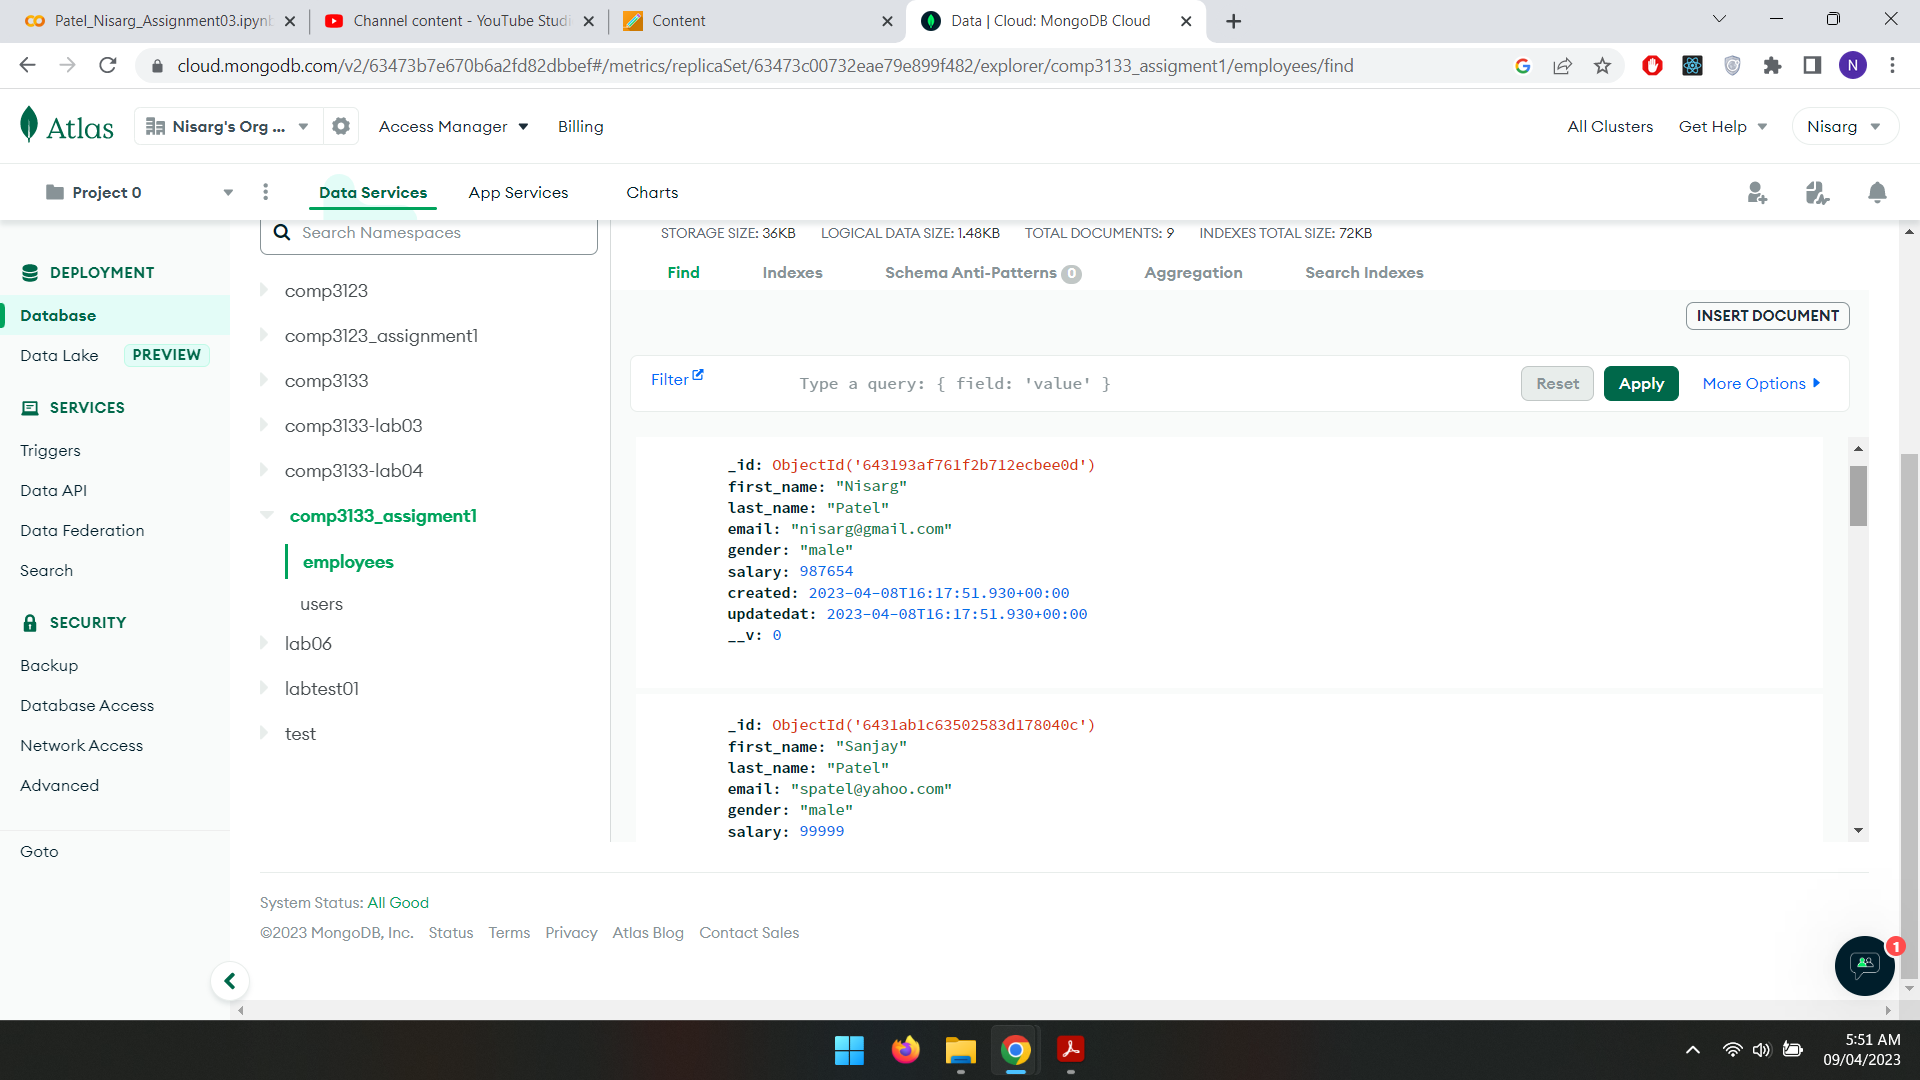 Patel_Nisarg_Assignment03.ipynb
Channel content - YouTube Studi
Content
Data | Cloud: MongoDB Cloud
cloud.mongodb.com/v2/63473b7e670b6a2fd82dbbef#/metrics/replicaSet/63473c00732eae79e899f482/explorer/comp3133_assigment1/employees/find
N
Atlas
Nisarg's Org ...
Access Manager
Billing
All Clusters
Get Help
Nisarg
Project 0
Data Services
App Services
Charts
DEPLOYMENT
Database
Data Lake PREVIEW
SERVICES
Triggers
Data API
Data Federation
Search
SECURITY
Backup
Database Access
Network Access
Advanced
Goto
Search Namespaces
comp3123
comp3123_assignment1
comp3133
comp3133-lab03
comp3133-lab04
comp3133_assigment1
employees
users
lab06
labtest01
test
STORAGE SIZE: 36KB LOGICAL DATA SIZE: 1.48KB TOTAL DOCUMENTS: 9 INDEXES TOTAL SIZE: 72KB
Find Indexes Schema Anti-Patterns 0 Aggregation Search Indexes
INSERT DOCUMENT
Filter Type a query: { field: 'value' } Reset Apply More Options
_id: ObjectId('643193af761f2b712ecbee0d')
first_name: "Nisarg"
last_name: "Patel"
email: "nisarg@gmail.com"
gender: "male"
salary: 987654
created: 2023-04-08T16:17:51.930+00:00
updatedat: 2023-04-08T16:17:51.930+00:00
__v: 0
_id: ObjectId('6431ab1c63502583d178040c')
first_name: "Sanjay"
last_name: "Patel"
email: "spatel@yahoo.com"
gender: "male"
salary: 99999
System Status: All Good
©2023 MongoDB, Inc. Status Terms Privacy Atlas Blog Contact Sales
1
5:51 AM
09/04/2023